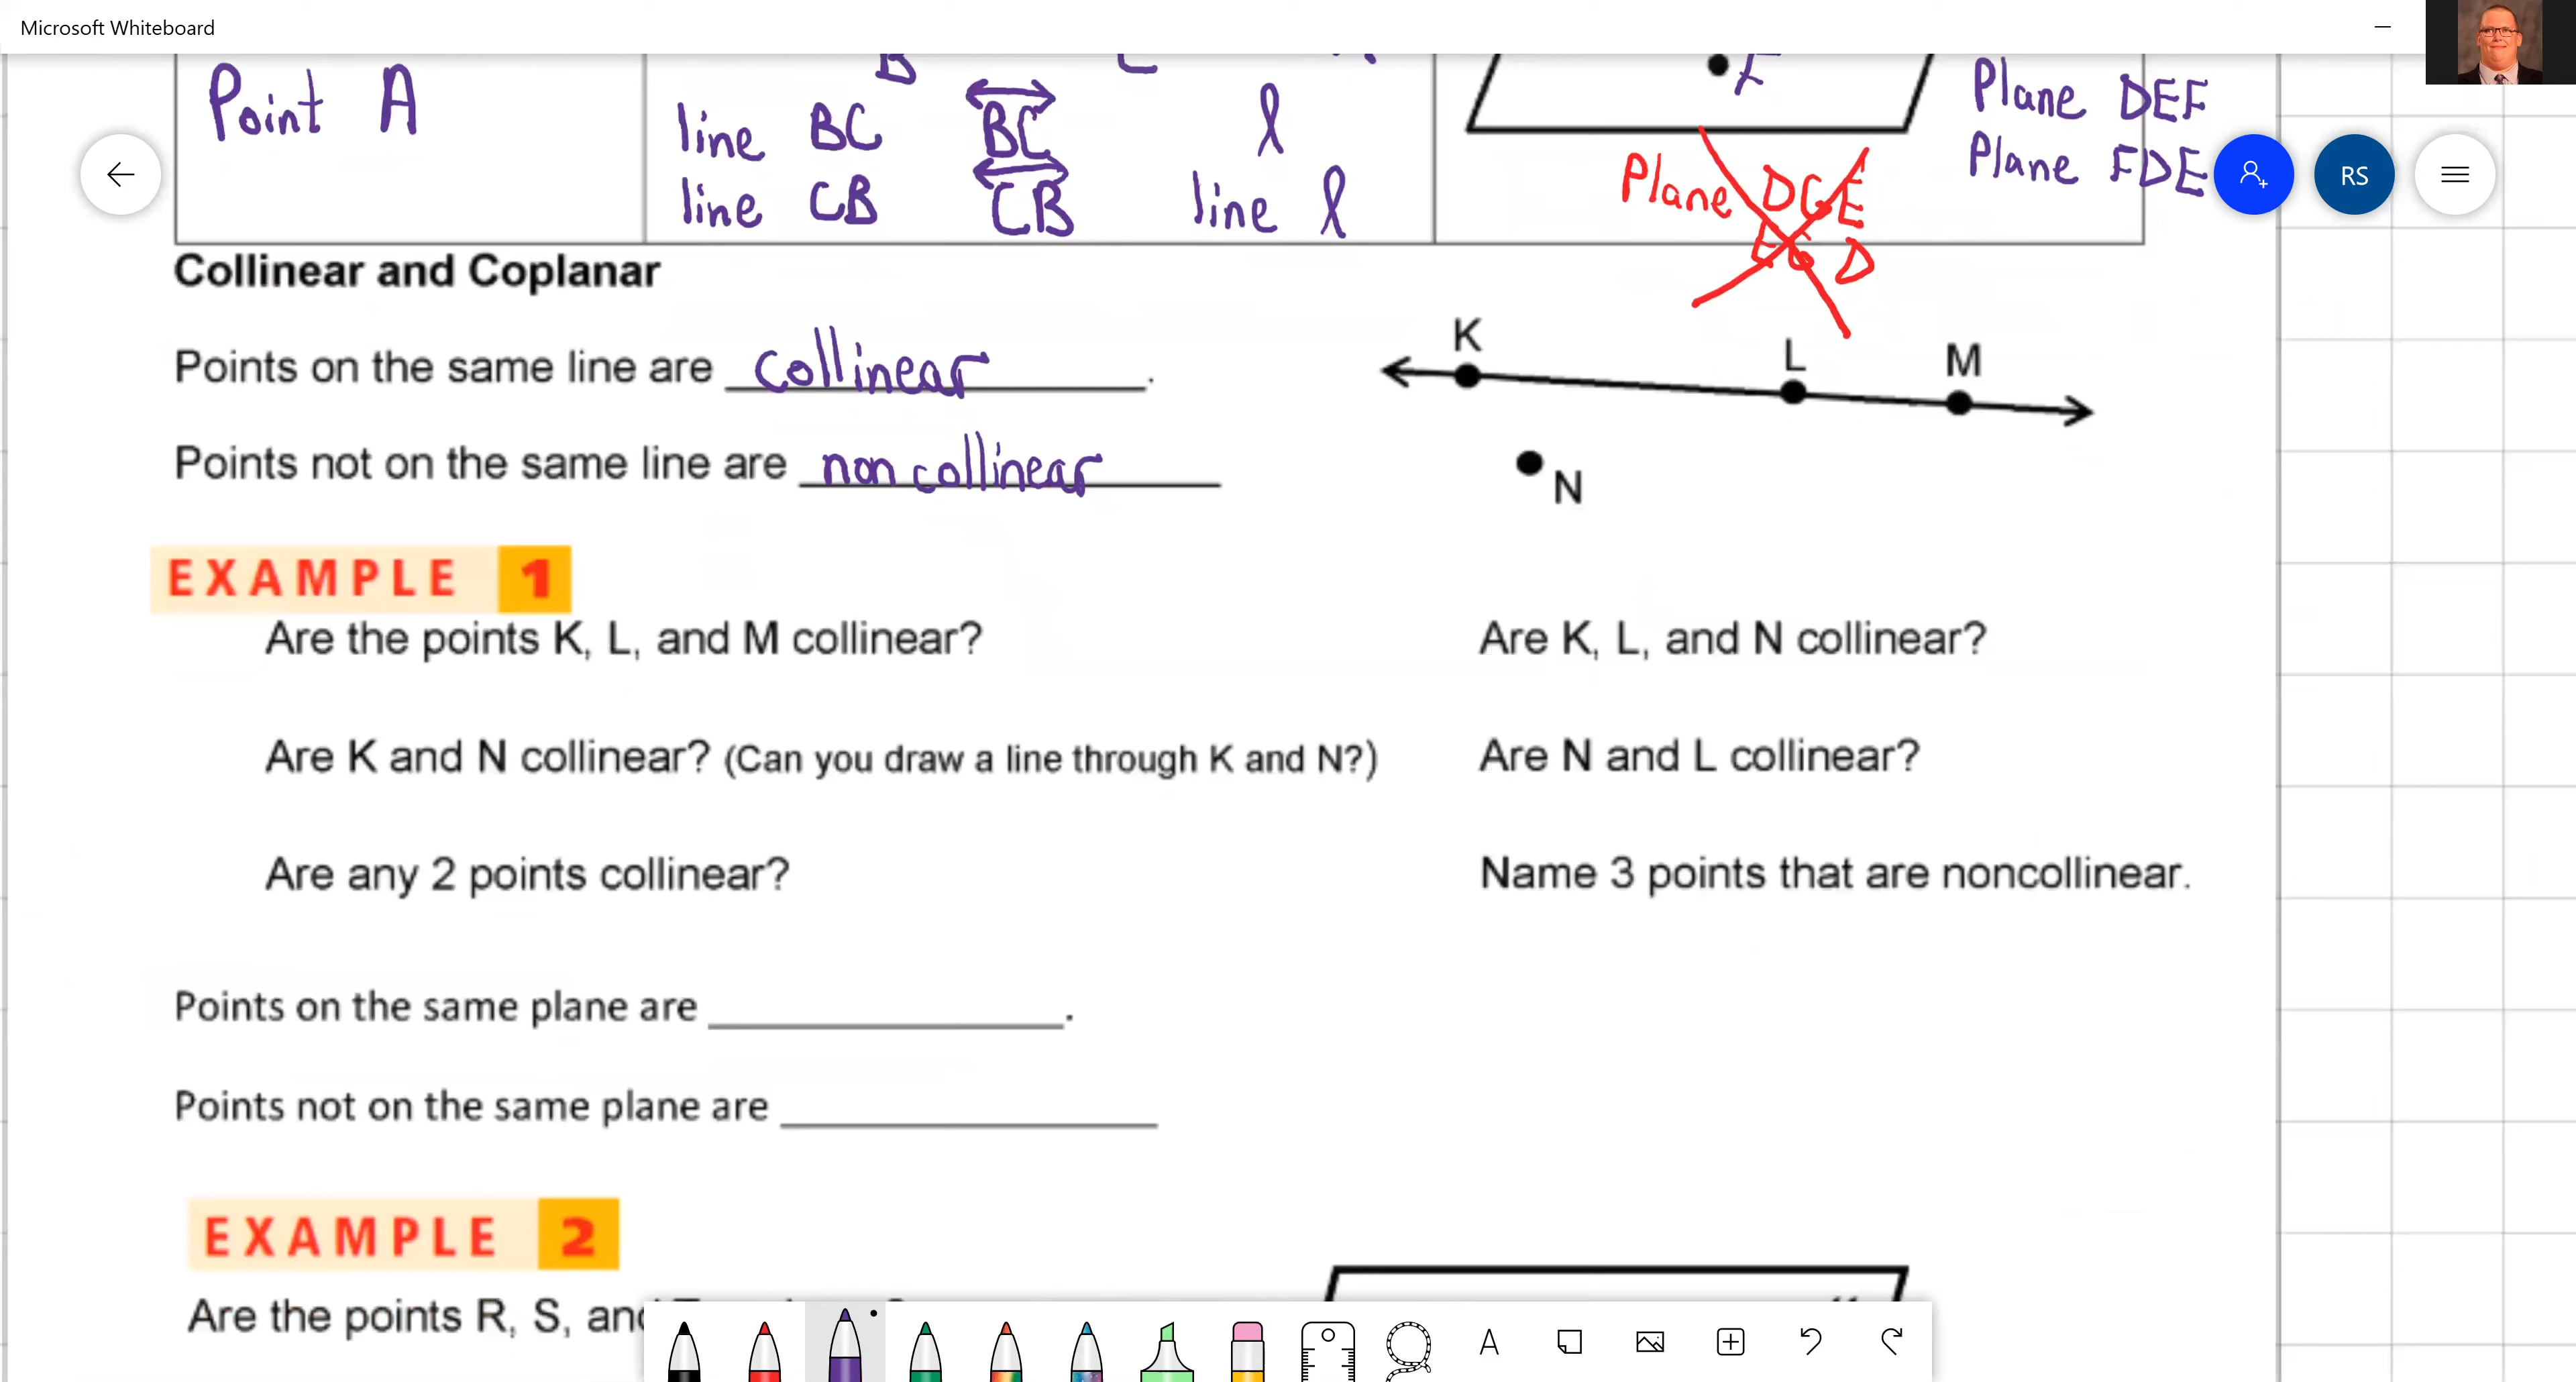 Microsoft Whiteboard
Point A
line BC BC l
line CB CB line l
Plane DEF
Plane FDE
Plane DGE
E G D
RS
Collinear and Coplanar
Points on the same line are collinear.
Points not on the same line are noncollinear
K
L
M
N
EXAMPLE 1
Are the points K, L, and M collinear?
Are K, L, and N collinear?
Are K and N collinear? (Can you draw a line through K and N?)
Are N and L collinear?
Are any 2 points collinear?
Name 3 points that are noncollinear.
Points on the same plane are ____________.
Points not on the same plane are ____________
EXAMPLE 2
Are the points R, S, and